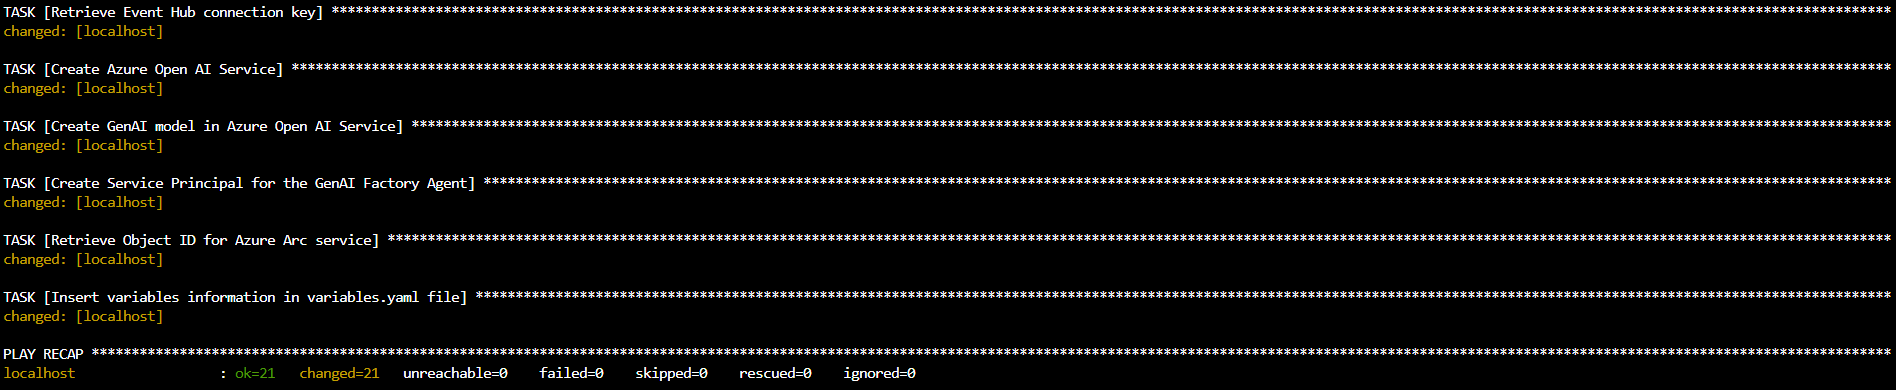 TASK [Retrieve Event Hub connection key] ***************************************************************************************************************************************************************************************************
changed: [localhost]
TASK [Create Azure Open AI Service] ********************************************************************************************************************************************************************************************************
changed: [localhost]
TASK [Create GenAI model in Azure Open AI Service] *****************************************************************************************************************************************************************************************
changed: [localhost]
TASK [Create Service Principal for the GenAI Factory Agent] ********************************************************************************************************************************************************************************
changed: [localhost]
TASK [Retrieve Object ID for Azure Arc service] ********************************************************************************************************************************************************************************************
changed: [localhost]
TASK [Insert variables information in variables.yaml file] *********************************************************************************************************************************************************************************
changed: [localhost]
PLAY RECAP *********************************************************************************************************************************************************************************************************************************
localhost                  : ok=21   changed=21   unreachable=0    failed=0    skipped=0    rescued=0    ignored=0